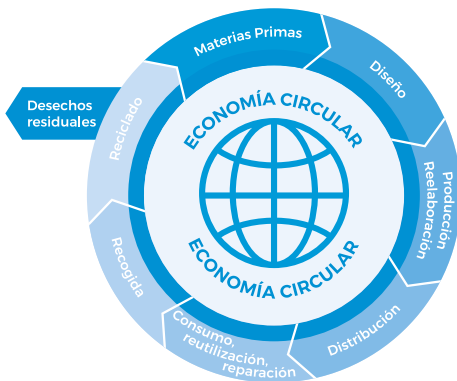 Materias Primas
Diseño
Producción
Reelaboración
Distribución
Consumo,
reutilización,
reparación
Recogida
Reciclado
Desechos
residuales
ECONOMÍA CIRCULAR
ECONOMÍA CIRCULAR